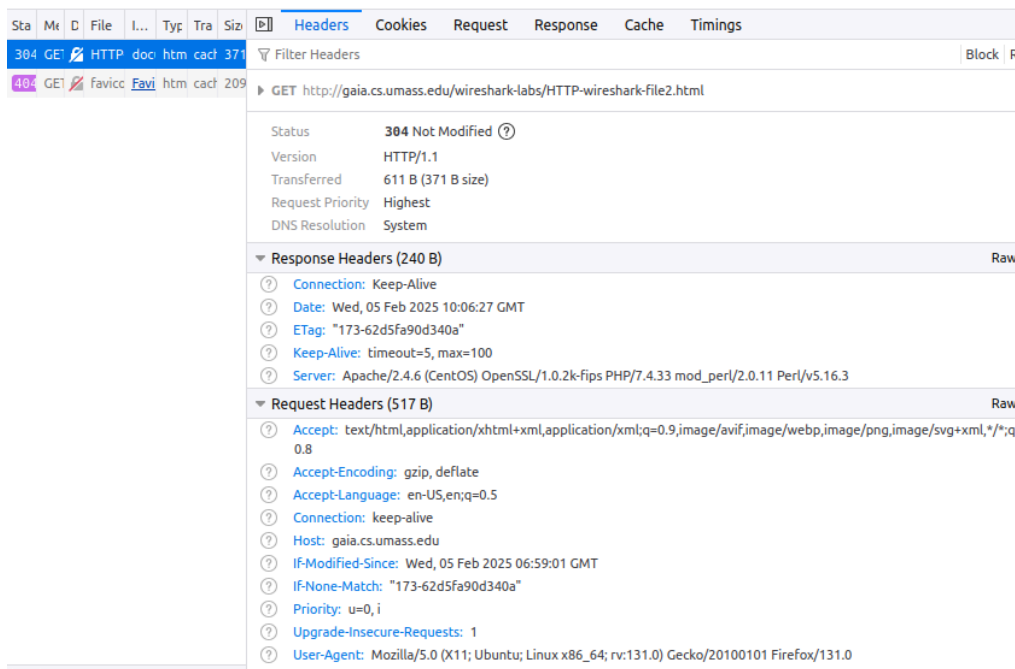 Sta Me D File I... Typ Tra Siz Headers Cookies Request Response Cache Timings
304 GET HTTP doc htm cach 371 Filter Headers Block R
404 GET favico Favi htm cach 209
GET http://gaia.cs.umass.edu/wireshark-labs/HTTP-wireshark-file2.html
Status 304 Not Modified ?
Version HTTP/1.1
Transferred 611 B (371 B size)
Request Priority Highest
DNS Resolution System
Response Headers (240 B) Raw
? Connection: Keep-Alive
? Date: Wed, 05 Feb 2025 10:06:27 GMT
? ETag: "173-62d5fa90d340a"
? Keep-Alive: timeout=5, max=100
? Server: Apache/2.4.6 (CentOS) OpenSSL/1.0.2k-fips PHP/7.4.33 mod_perl/2.0.11 Perl/v5.16.3
Request Headers (517 B) Raw
? Accept: text/html,application/xhtml+xml,application/xml;q=0.9,image/avif,image/webp,image/png,image/svg+xml,*/*;q
0.8
? Accept-Encoding: gzip, deflate
? Accept-Language: en-US,en;q=0.5
? Connection: keep-alive
? Host: gaia.cs.umass.edu
? If-Modified-Since: Wed, 05 Feb 2025 06:59:01 GMT
? If-None-Match: "173-62d5fa90d340a"
? Priority: u=0, i
? Upgrade-Insecure-Requests: 1
? User-Agent: Mozilla/5.0 (X11; Ubuntu; Linux x86_64; rv:131.0) Gecko/20100101 Firefox/131.0